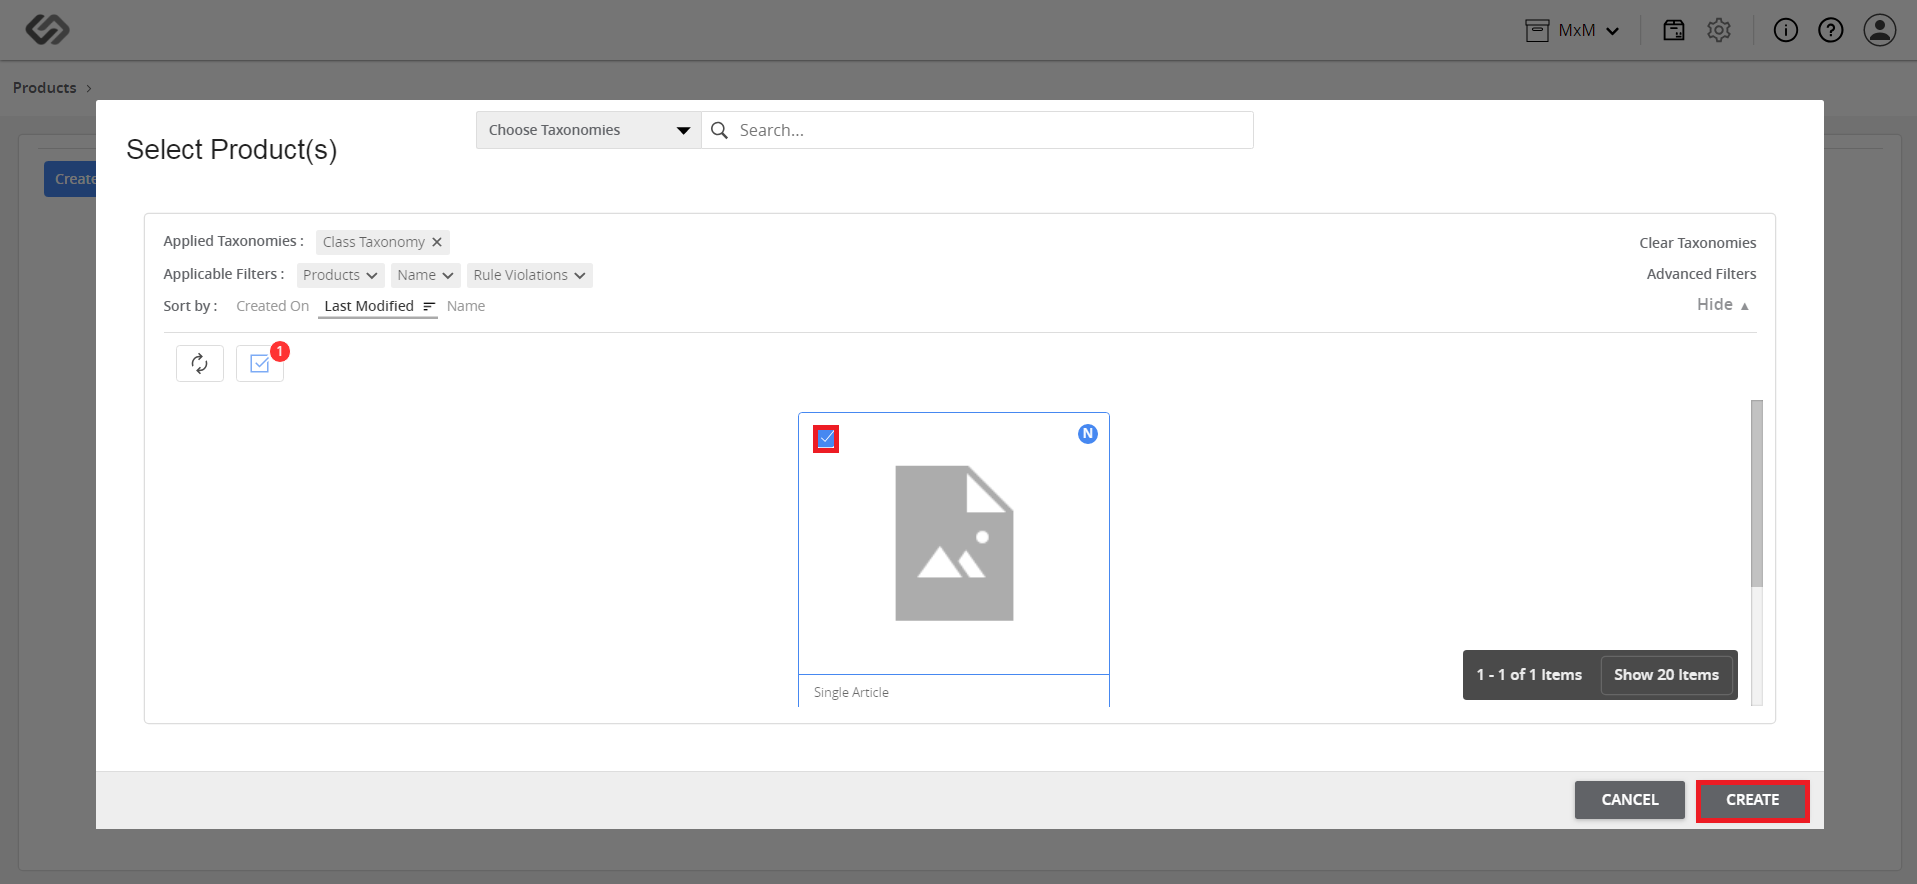 MxM
Products >
Create
Select Product(s)
Choose Taxonomies
Search...
Applied Taxonomies : Class Taxonomy ✕
Clear Taxonomies
Applicable Filters : Products Name Rule Violations
Advanced Filters
Sort by : Created On Last Modified Name
Hide ▲
1
N
Single Article
1 - 1 of 1 Items Show 20 Items
CANCEL CREATE